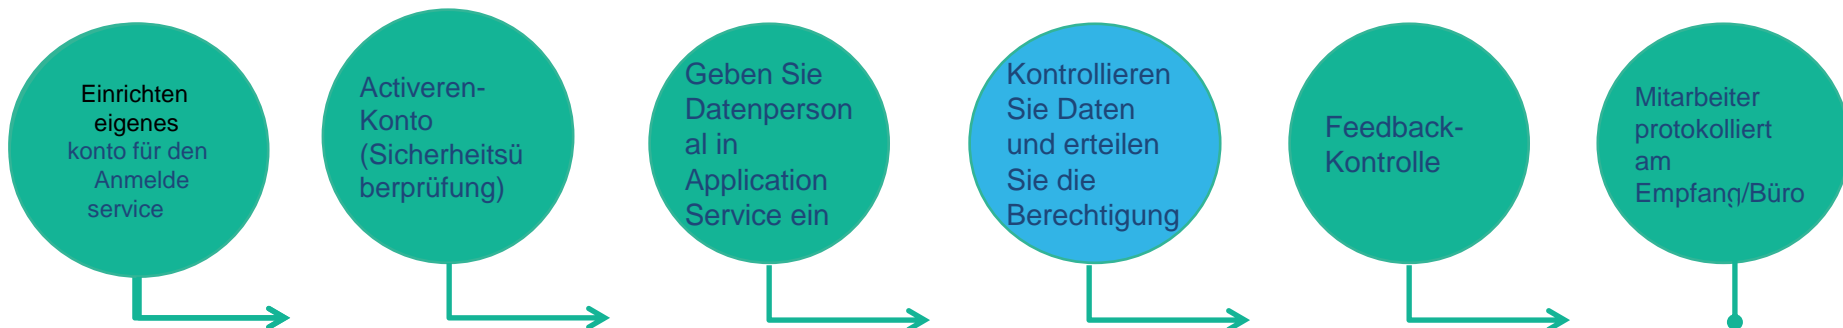 Einrichten
eigenes
konto für den
Anmelde
service
Activeren-
Konto
(Sicherheitsü
berprüfung)
Geben Sie
Datenperson
al in
Application
Service ein
Kontrollieren
Sie Daten
und erteilen
Sie die
Berechtigung
Feedback-
Kontrolle
Mitarbeiter
protokolliert
am
Empfang/Büro